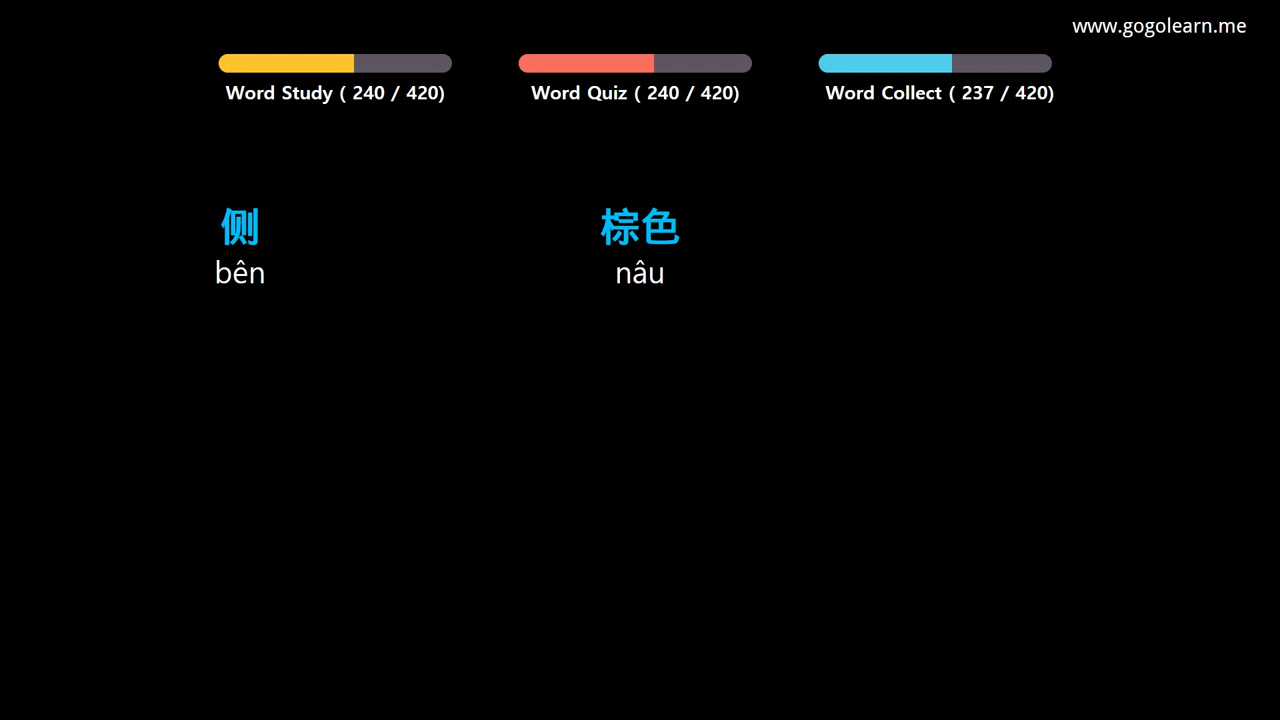 www.gogolearn.me
Word Study ( 240 / 420)
Word Quiz ( 240 / 420)
Word Collect ( 237 / 420)
侧
bên
棕色
nâu